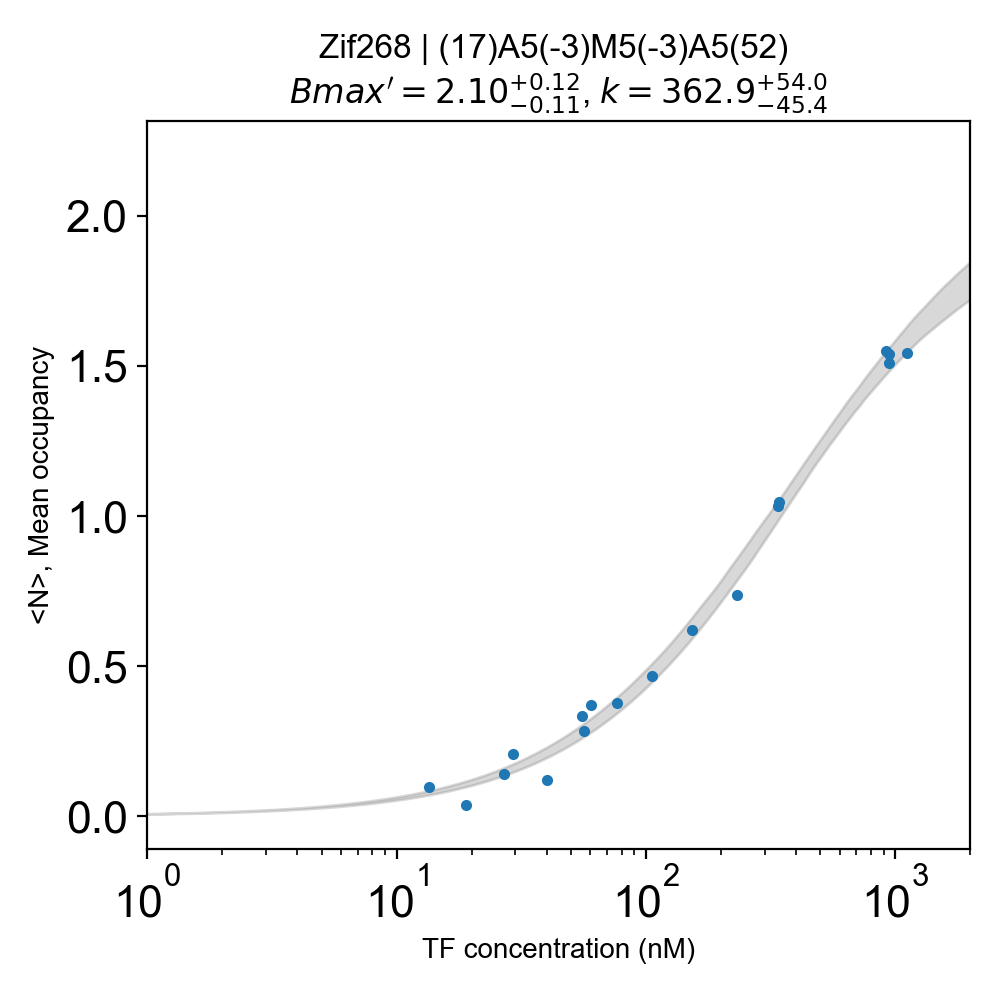 Zif268 | (17)A5(-3)M5(-3)A5(52)
Bmax′ = 2.10 +0.12 −0.11, k = 362.9 +54.0 −45.4
2.0
1.5
1.0
0.5
0.0
<N>, Mean occupancy
10^0 10^1 10^2 10^3
TF concentration (nM)